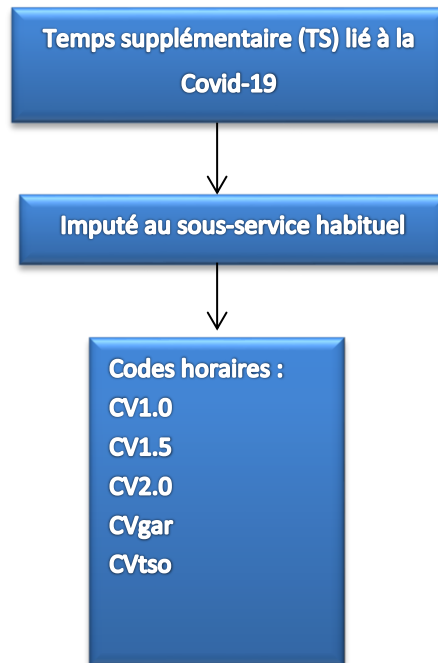 Temps supplémentaire (TS) lié à la
Covid-19
Imputé au sous-service habituel
Codes horaires :
CV1.0
CV1.5
CV2.0
CVgar
CVtso